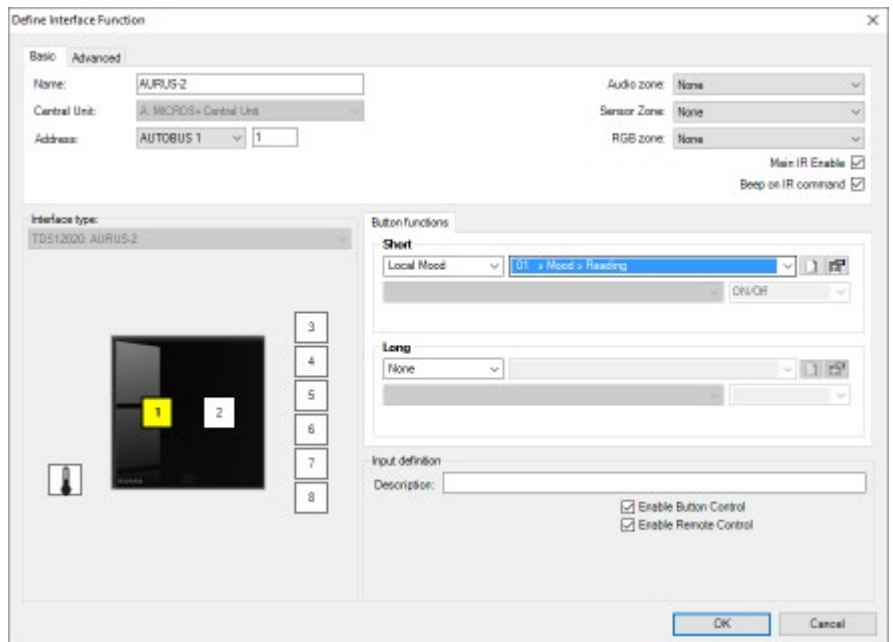 Define Interface Function
Basic Advanced
Name: AURUS-2
Audio zone: None
Central Unit: A: MICROS+ Central Unit
Sensor Zone: None
Address: AUTOBUS 1 1
RGB zone: None
Main IR Enable
Beep on IR command
Interface type:
TDS12020: AURUS-2
Button functions
Short
Local Mood 01 > Mood > Reading
ON/Off
Long
None
1
2
3
4
5
6
7
8
Input definition
Description:
Enable Button Control
Enable Remote Control
OK Cancel